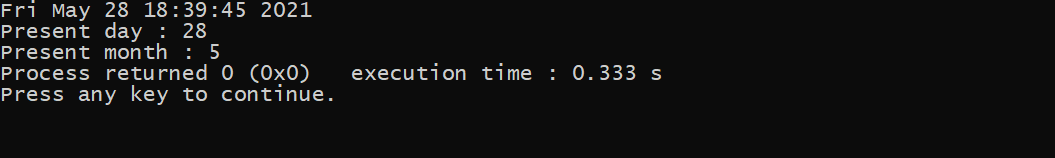 Fri May 28 18:39:45 2021
Present day : 28
Present month : 5
Process returned 0 (0x0)   execution time : 0.333 s
Press any key to continue.